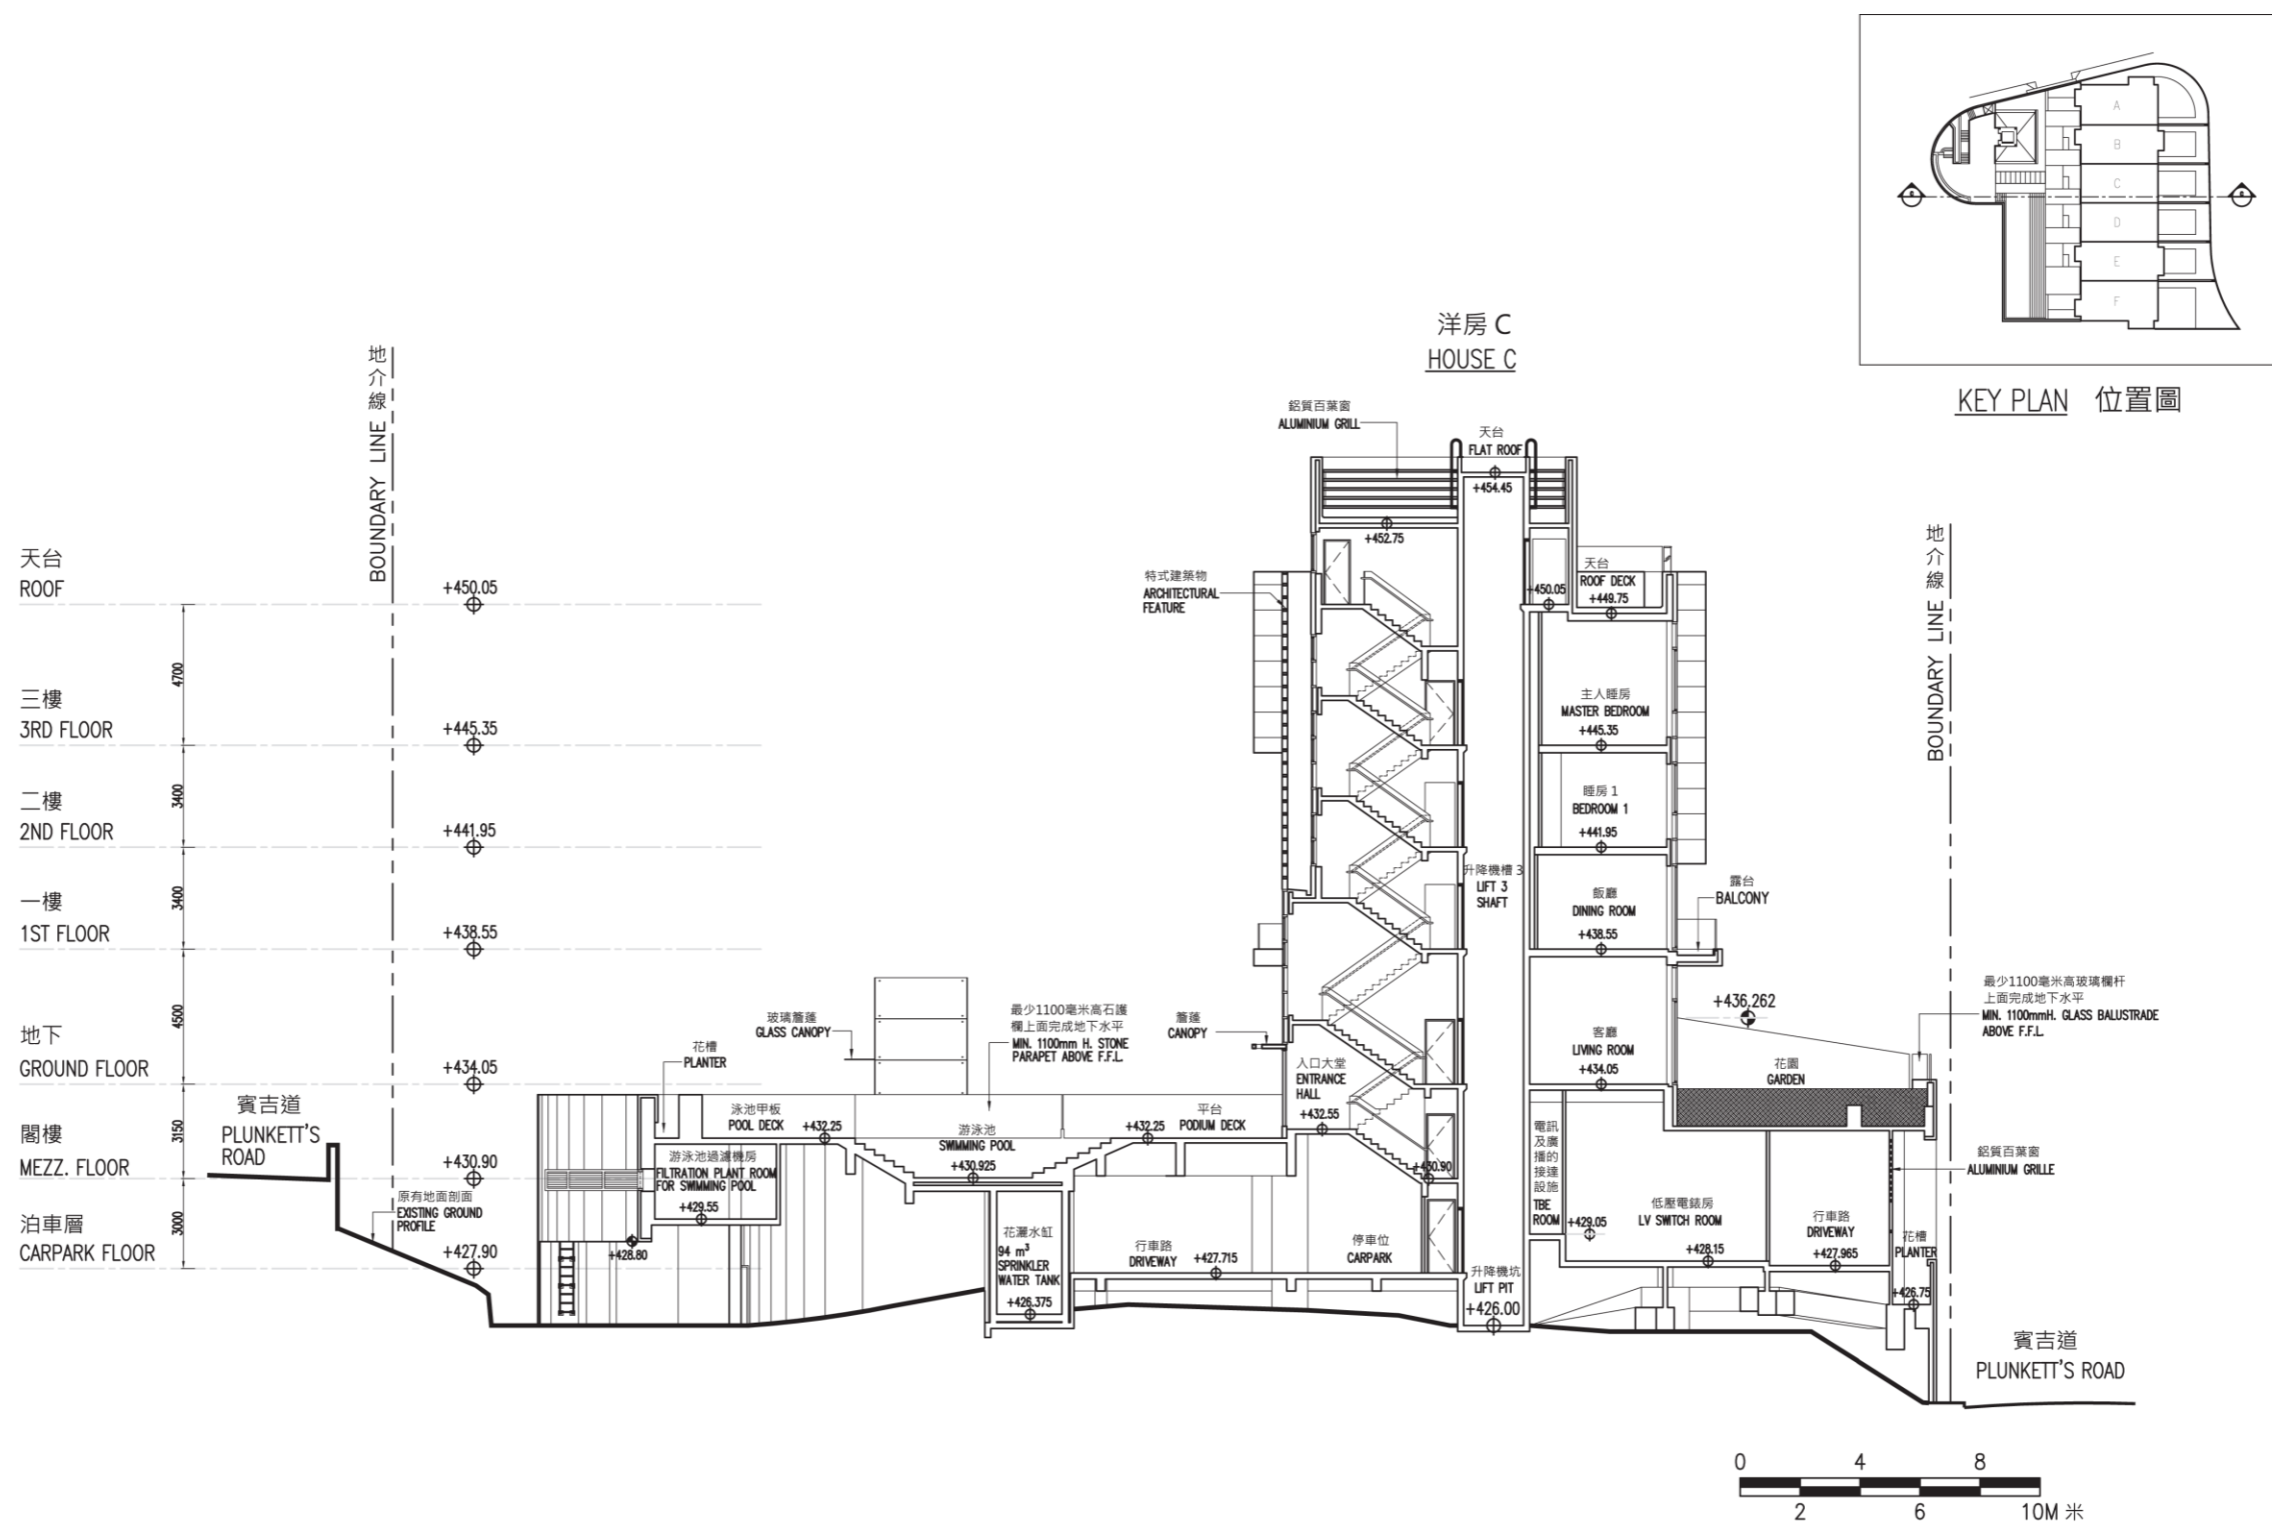 A
B
C
D
E
F
KEY PLAN 位置圖
洋房 C
HOUSE C
地介線 BOUNDARY LINE
地介線 BOUNDARY LINE
天台
ROOF
+450.05
4700
三樓
3RD FLOOR
+445.35
3400
二樓
2ND FLOOR
+441.95
3400
一樓
1ST FLOOR
+438.55
4500
地下
GROUND FLOOR
+434.05
3150
閣樓
MEZZ. FLOOR
+430.90
3000
泊車層
CARPARK FLOOR
+427.90
賓吉道
PLUNKETT'S
ROAD
原有地面剖面
EXISTING GROUND
PROFILE
鋁質百葉窗
ALUMINIUM GRILL
天台
FLAT ROOF
+454.45
+452.75
特式建築物
ARCHITECTURAL
FEATURE
+450.05
天台
ROOF DECK
+449.75
主人睡房
MASTER BEDROOM
+445.35
睡房 1
BEDROOM 1
+441.95
升降機槽 3
LIFT 3
SHAFT
飯廳
DINING ROOM
+438.55
露台
BALCONY
客廳
LIVING ROOM
+434.05
+436.262
花園
GARDEN
最少1100毫米高玻璃欄杆
上面完成地下水平
MIN. 1100mmH. GLASS BALUSTRADE
ABOVE F.F.L.
花槽
PLANTER
玻璃簷蓬
GLASS CANOPY
最少1100毫米高石護
欄上面完成地下水平
MIN. 1100mm H. STONE
PARAPET ABOVE F.F.L.
簷蓬
CANOPY
入口大堂
ENTRANCE
HALL
+432.55
泳池甲板
POOL DECK
+432.25
游泳池
SWIMMING POOL
+430.925
+432.25
平台
PODIUM DECK
游泳池過濾機房
FILTRATION PLANT ROOM
FOR SWIMMING POOL
+429.55
+428.80
花灑水缸
94 m³
SPRINKLER
WATER TANK
+426.375
行車路
DRIVEWAY
+427.715
停車位
CARPARK
+430.90
升降機坑
LIFT PIT
+426.00
電訊
及廣
播的
接達
設施
TBE
ROOM
+429.05
低壓電錶房
LV SWITCH ROOM
+428.15
行車路
DRIVEWAY
+427.965
鋁質百葉窗
ALUMINIUM GRILLE
花槽
PLANTER
+426.75
賓吉道
PLUNKETT'S ROAD
0 4 8
2 6 10M 米